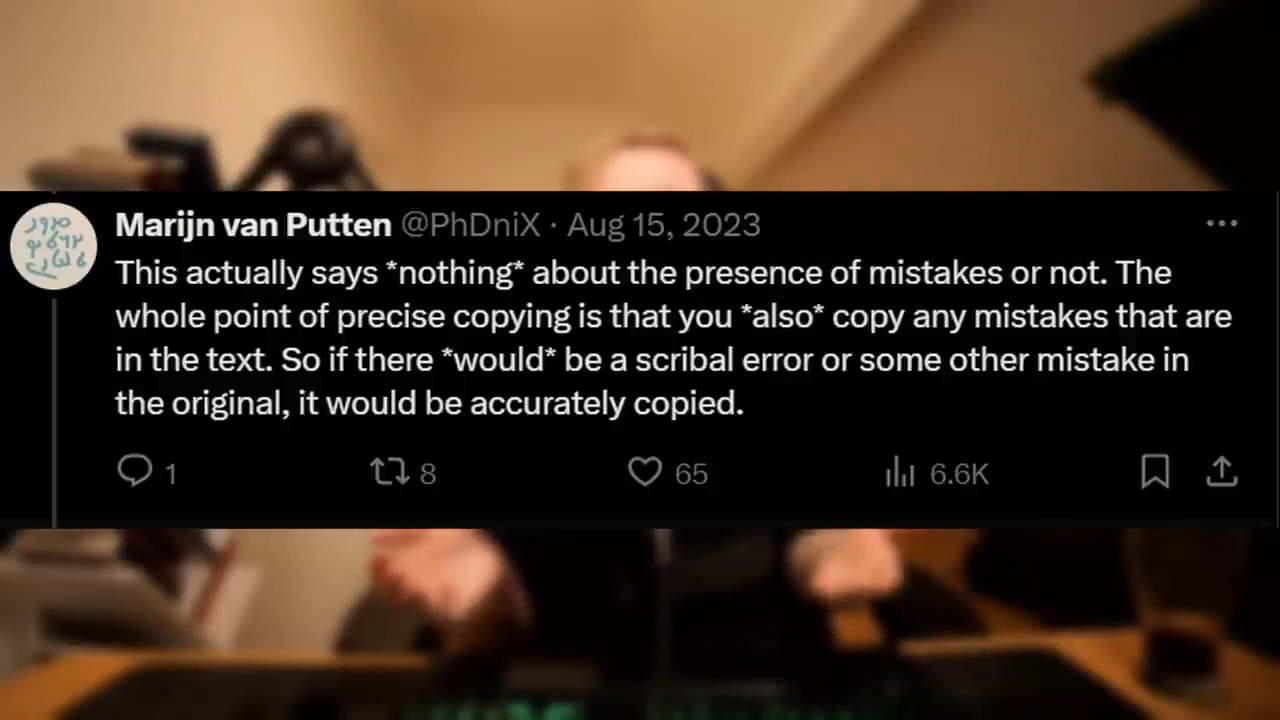 Marijn van Putten @PhDniX · Aug 15, 2023
This actually says *nothing* about the presence of mistakes or not. The
whole point of precise copying is that you *also* copy any mistakes that are
in the text. So if there *would* be a scribal error or some other mistake in
the original, it would be accurately copied.
1 8 65 6.6K